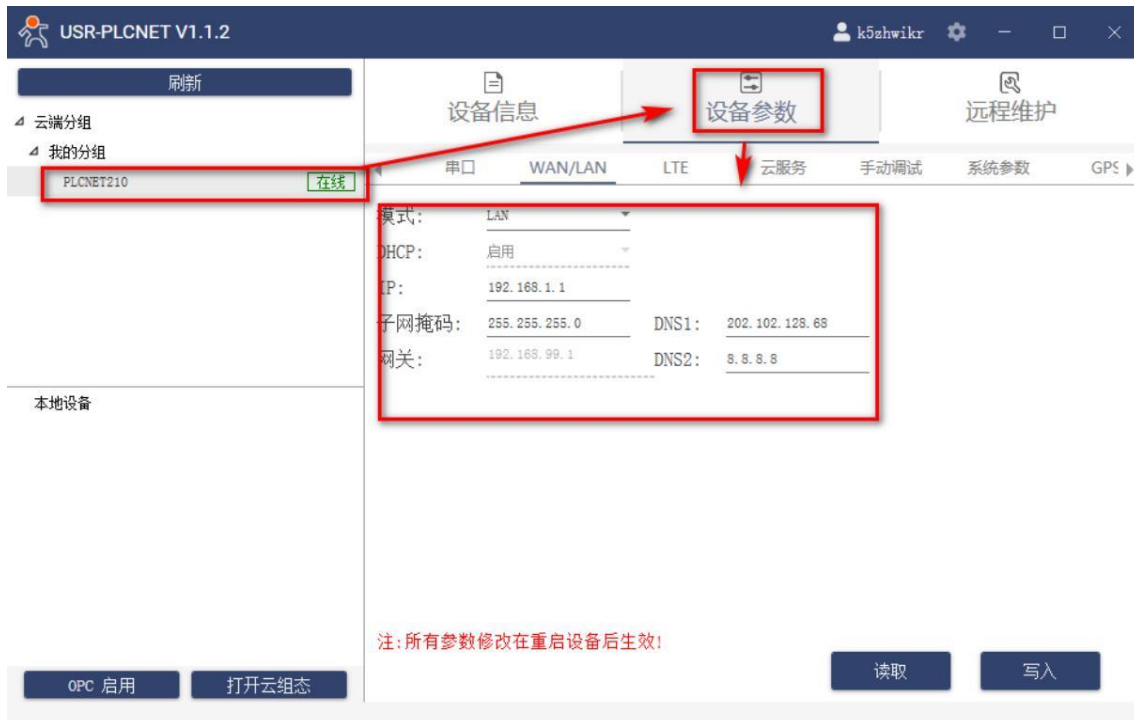 USR-PLCNET V1.1.2
k5zhwikr
刷新
云端分组
我的分组
PLCNET210
在线
本地设备
OPC 启用
打开云组态
设备信息
设备参数
远程维护
串口
WAN/LAN
LTE
云服务
手动调试
系统参数
GPS
模式: LAN
DHCP: 启用
IP: 192.168.1.1
子网掩码: 255.255.255.0 DNS1: 202.102.128.68
网关: 192.168.99.1 DNS2: 8.8.8.8
注:所有参数修改在重启设备后生效!
读取
写入